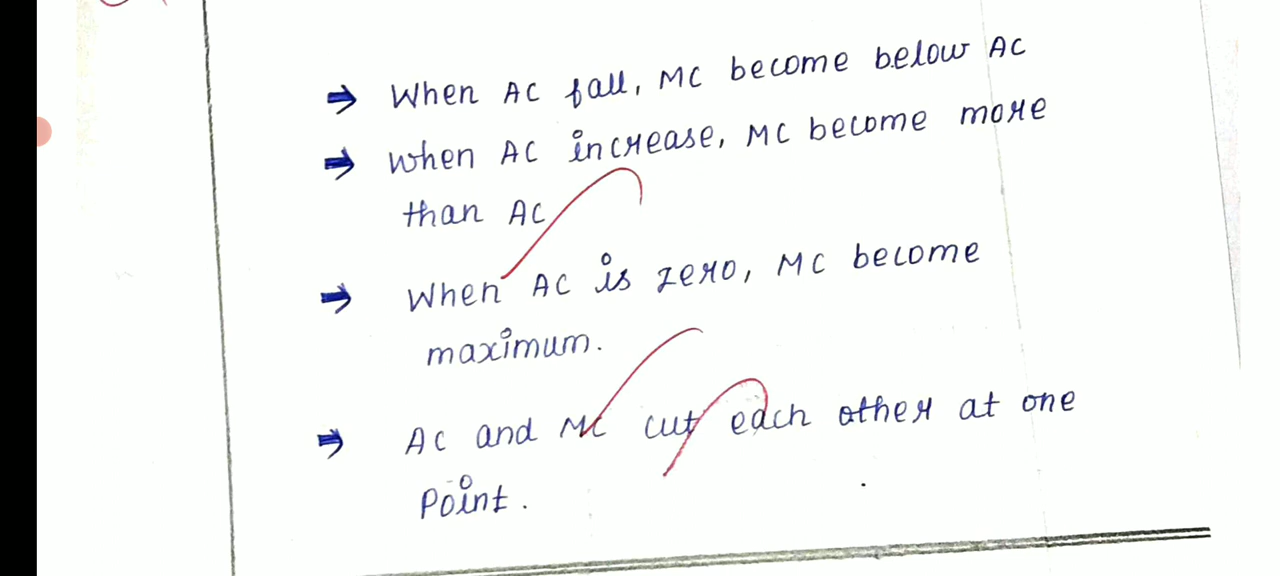 ⇒ When AC fall, MC become below AC
⇒ when AC increase, MC become more
than AC
⇒ When AC is zero, MC become
maximum.
⇒ AC and MC cut each other at one
Point.